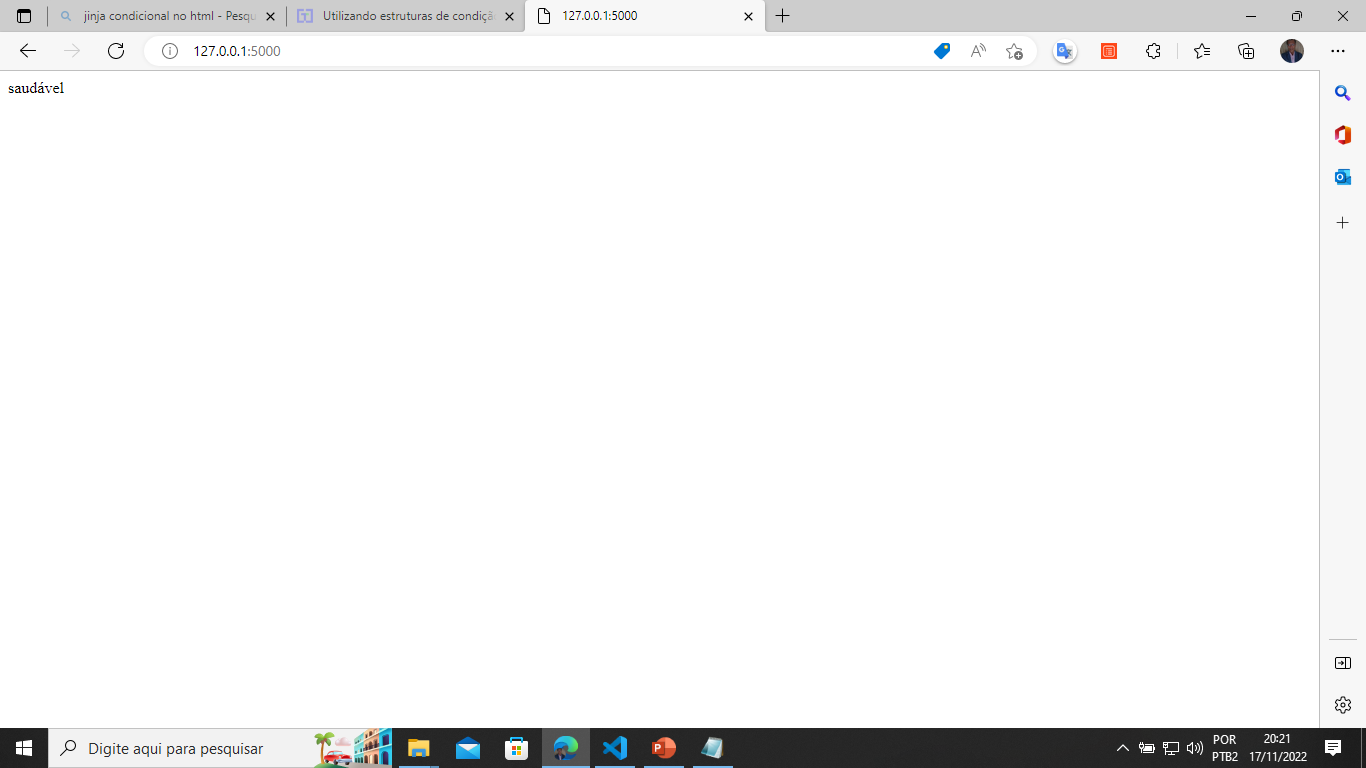 jinja condicional no html - Pesqu
Utilizando estruturas de condiçã
127.0.0.1:5000
127.0.0.1:5000
saudável
Digite aqui para pesquisar
POR
PTB2
20:21
17/11/2022